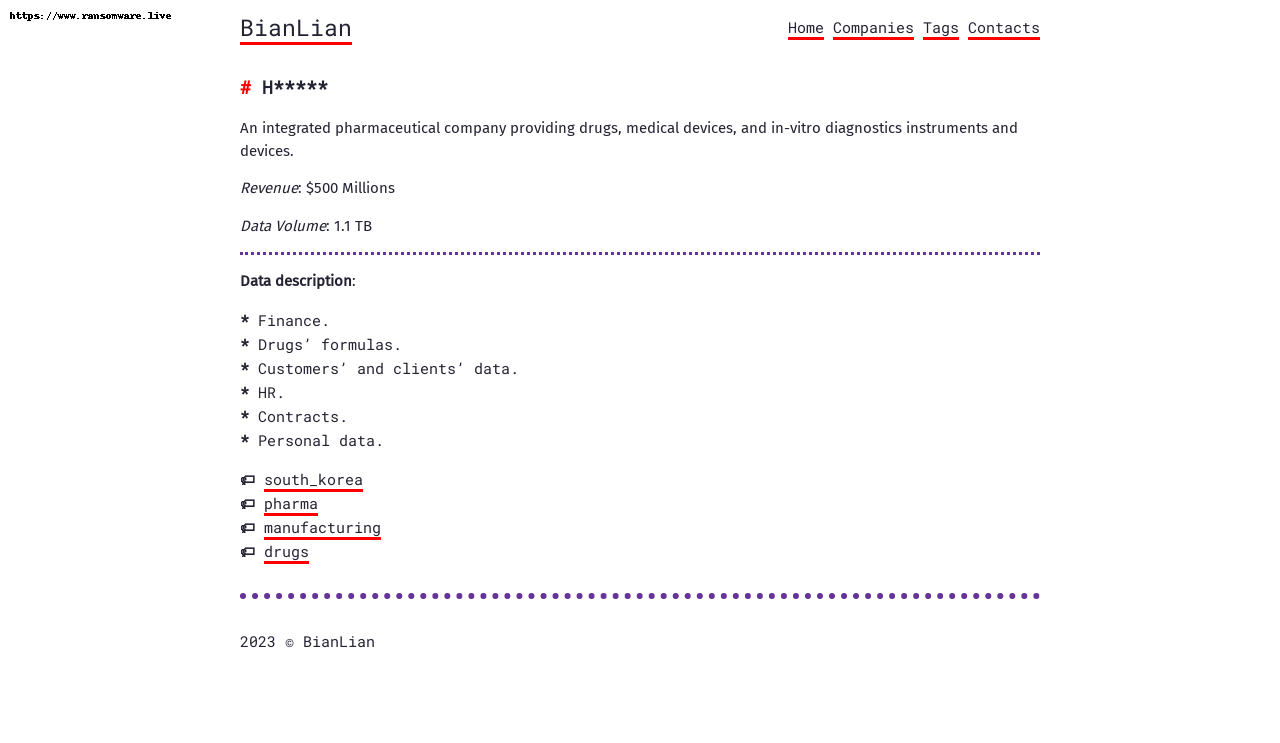 https://www.ransomware.live
BianLian
Home Companies Tags Contacts
# H*****
An integrated pharmaceutical company providing drugs, medical devices, and in-vitro diagnostics instruments and
devices.
Revenue: $500 Millions
Data Volume: 1.1 TB
Data description:
* Finance.
* Drugs’ formulas.
* Customers’ and clients’ data.
* HR.
* Contracts.
* Personal data.
south_korea
pharma
manufacturing
drugs
2023 © BianLian